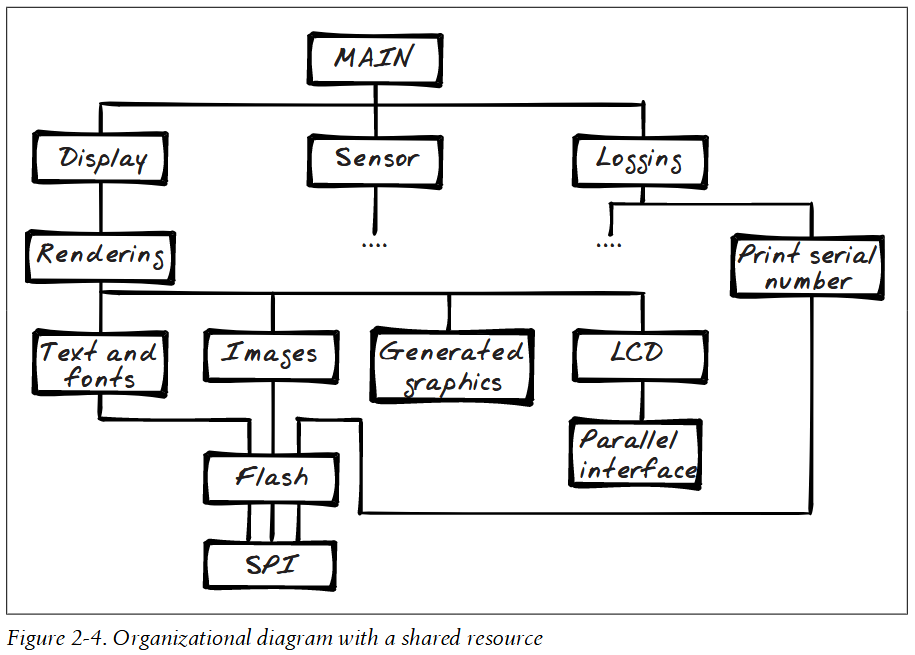 MAIN
Display
Sensor
Logging
....
....
Rendering
Print serial
number
Text and
fonts
Images
Generated
graphics
LCD
Parallel
interface
Flash
SPI
Figure 2-4. Organizational diagram with a shared resource